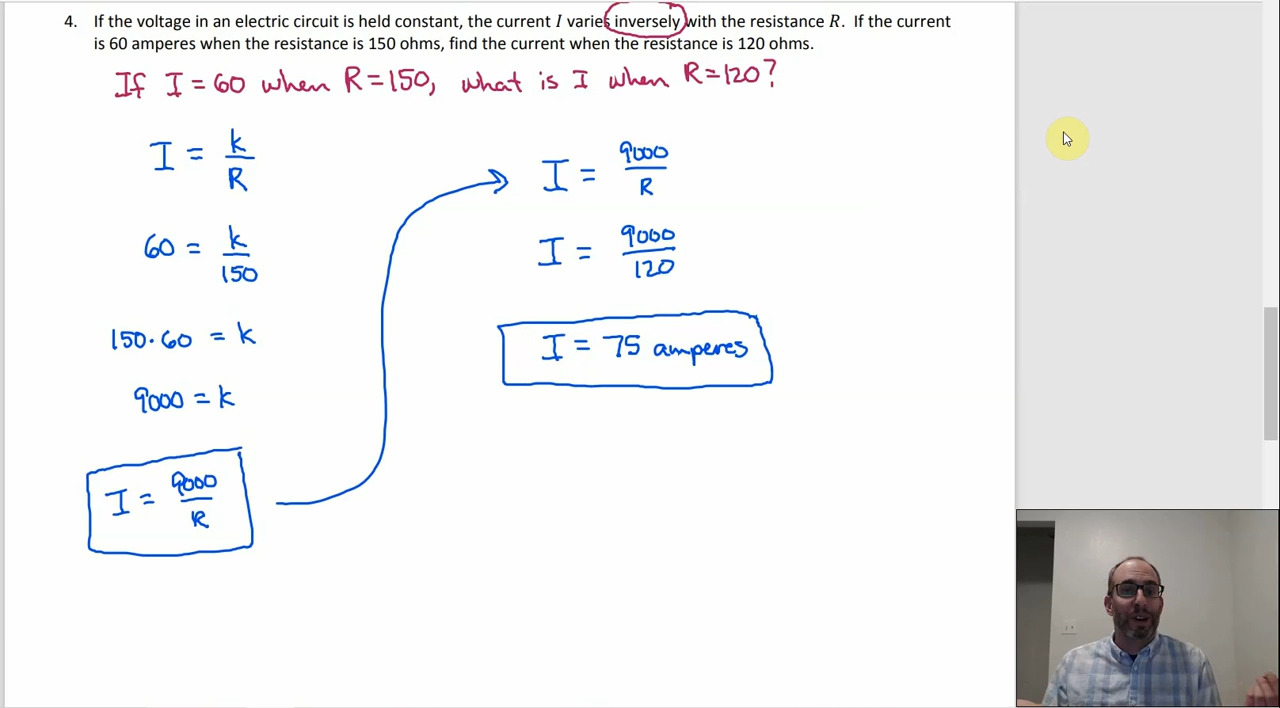 4. If the voltage in an electric circuit is held constant, the current I varies inversely with the resistance R. If the current
is 60 amperes when the resistance is 150 ohms, find the current when the resistance is 120 ohms.
If I = 60 when R = 150, what is I when R = 120?
I = k/R
60 = k/150
150 · 60 = k
9000 = k
I = 9000/R
I = 9000/R
I = 9000/120
I = 75 amperes